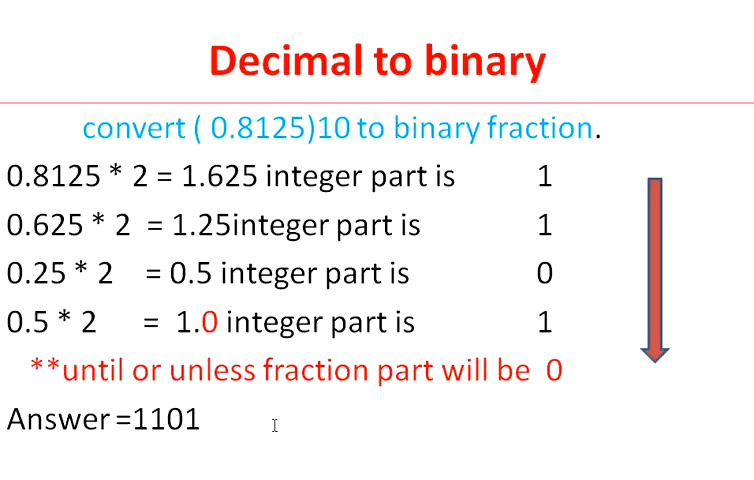 Decimal to binary
convert ( 0.8125)10 to binary fraction.
0.8125 * 2 = 1.625 integer part is 1
0.625 * 2 = 1.25integer part is 1
0.25 * 2 = 0.5 integer part is 0
0.5 * 2 = 1.0 integer part is 1
**until or unless fraction part will be 0
Answer =1101